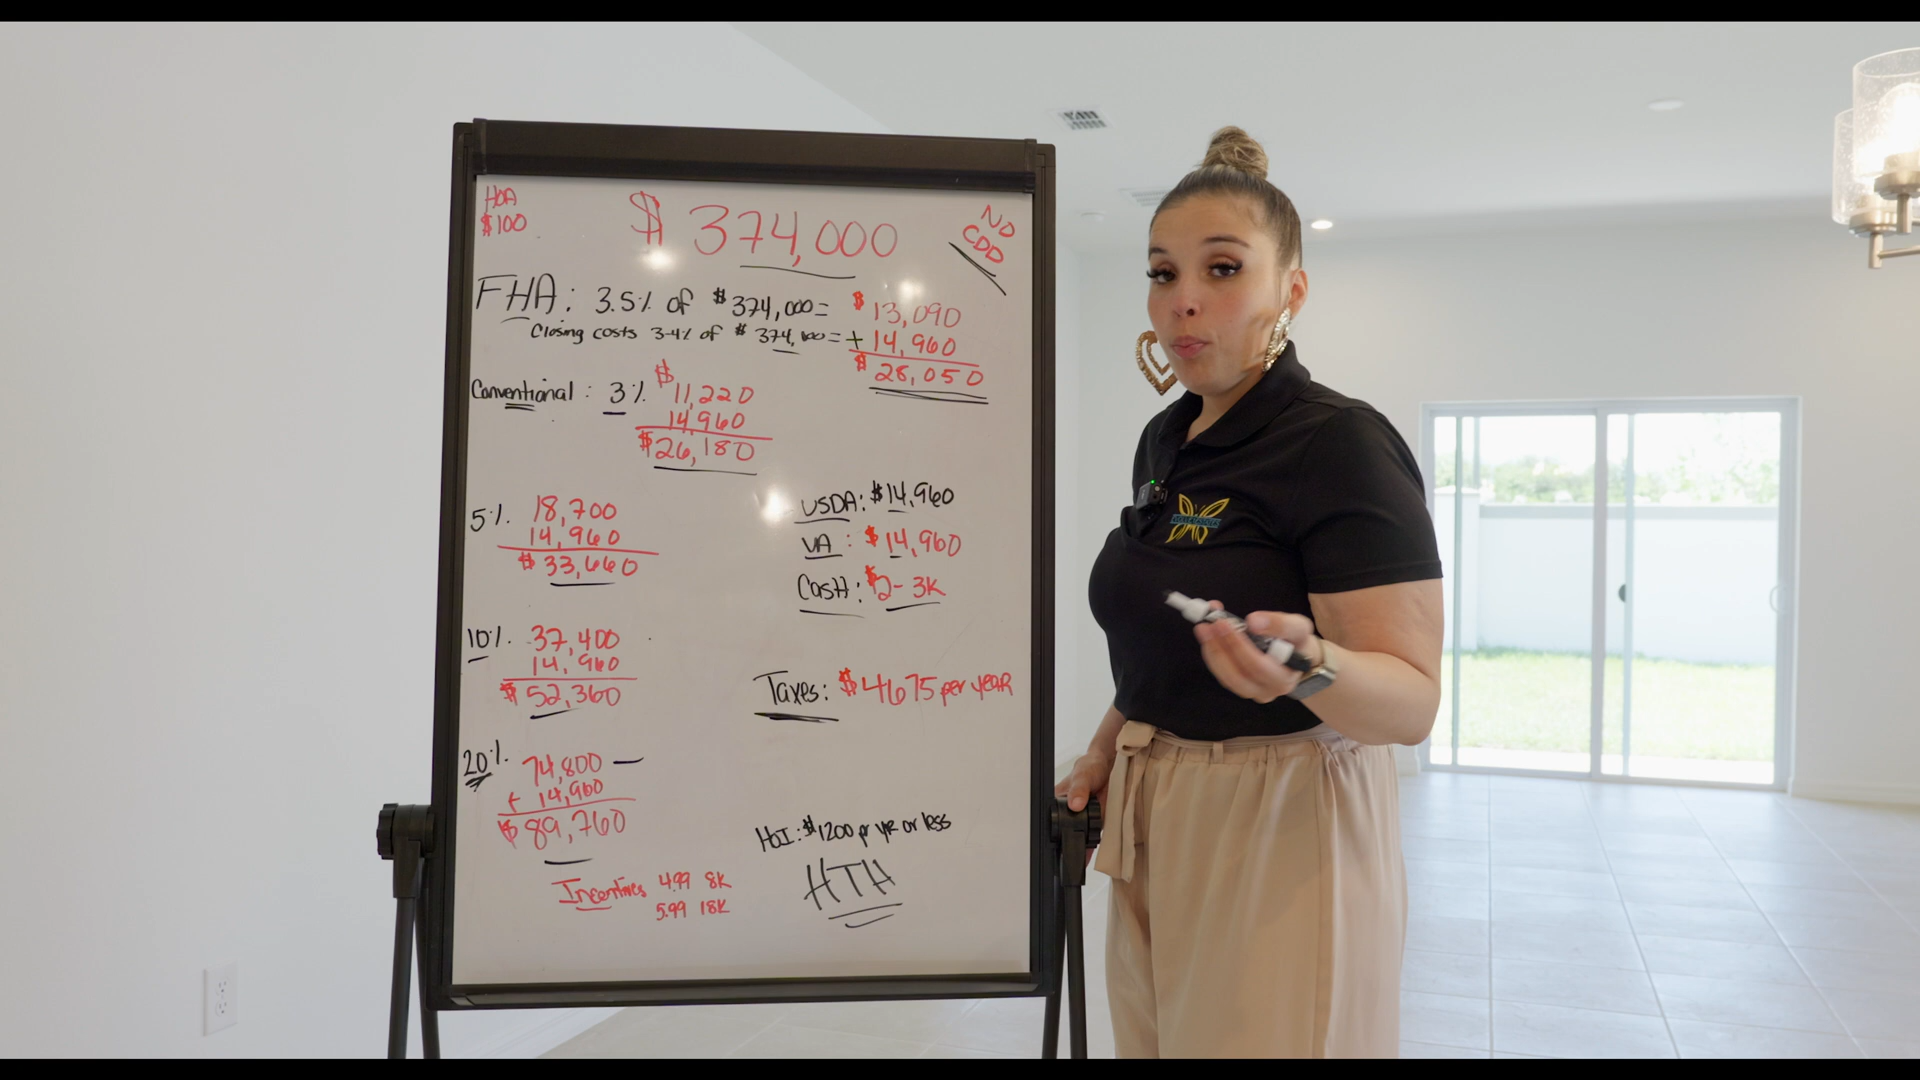 HOA
$100
$ 374,000
NO
CDD
FHA: 3.5% of $374,000= $13,090
Closing costs 3-4% of $ 374,000= + 14,960
$ 28,050
Conventional: 3% $11,220
14,960
$26,180
5% 18,700
14,960
$ 33,660
10% 37,400
14,960
$ 52,360
20% 74,800 —
+ 14,960
$ 89,760
Incentives 4.99 8K
5.99 18K
USDA: $14,960
VA: $14,960
CASH: $2-3K
Taxes: $4675 per year
HOI: $1200 pr yr or less
HTH